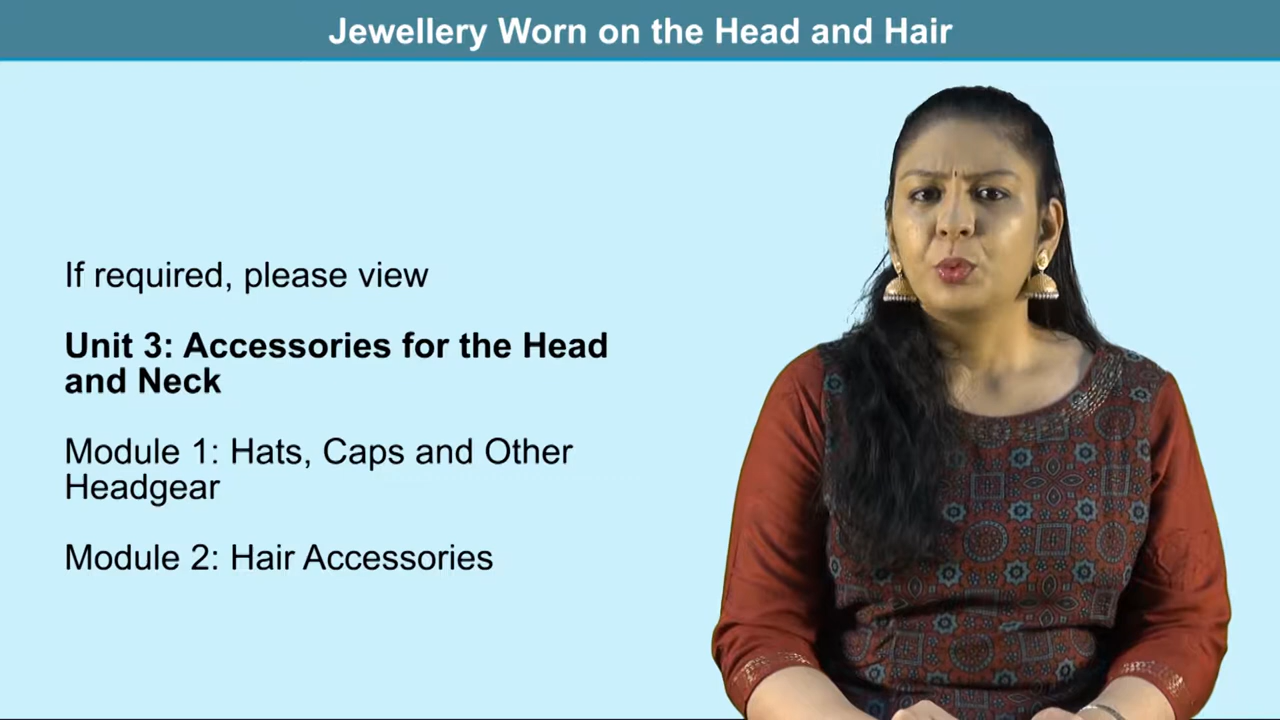 Jewellery Worn on the Head and Hair
If required, please view
Unit 3: Accessories for the Head
and Neck
Module 1: Hats, Caps and Other
Headgear
Module 2: Hair Accessories